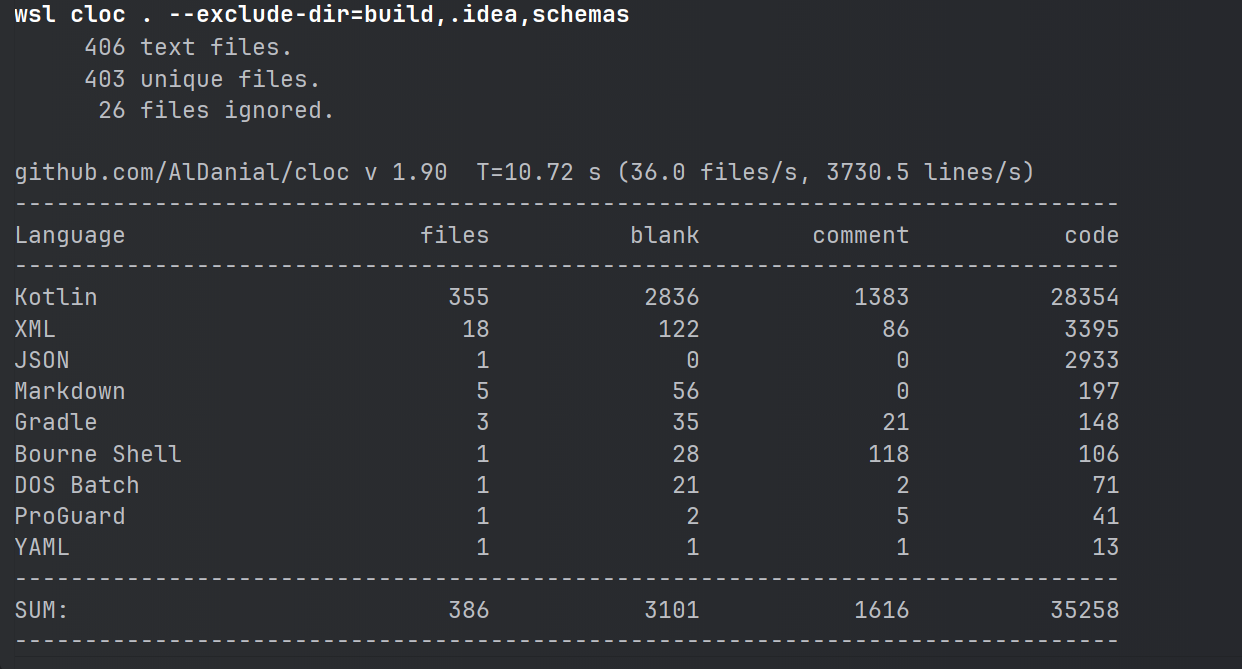 wsl cloc . --exclude-dir=build,.idea,schemas
     406 text files.
     403 unique files.
      26 files ignored.

github.com/AlDanial/cloc v 1.90  T=10.72 s (36.0 files/s, 3730.5 lines/s)
-------------------------------------------------------------------------------
Language                     files          blank        comment           code
-------------------------------------------------------------------------------
Kotlin                         355           2836           1383          28354
XML                             18            122             86           3395
JSON                             1              0              0           2933
Markdown                         5             56              0            197
Gradle                           3             35             21            148
Bourne Shell                     1             28            118            106
DOS Batch                        1             21              2             71
ProGuard                         1              2              5             41
YAML                             1              1              1             13
-------------------------------------------------------------------------------
SUM:                           386           3101           1616          35258
-------------------------------------------------------------------------------